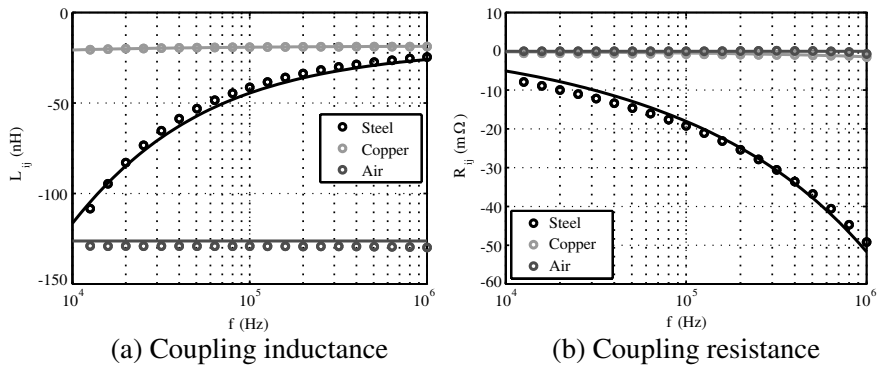 0
-50
-100
-150
L ij (nH)
Steel
Copper
Air
10^4
10^5
10^6
f (Hz)
(a) Coupling inductance
10
0
-10
-20
-30
-40
-50
-60
R ij (mΩ)
Steel
Copper
Air
10^4
10^5
10^6
f (Hz)
(b) Coupling resistance